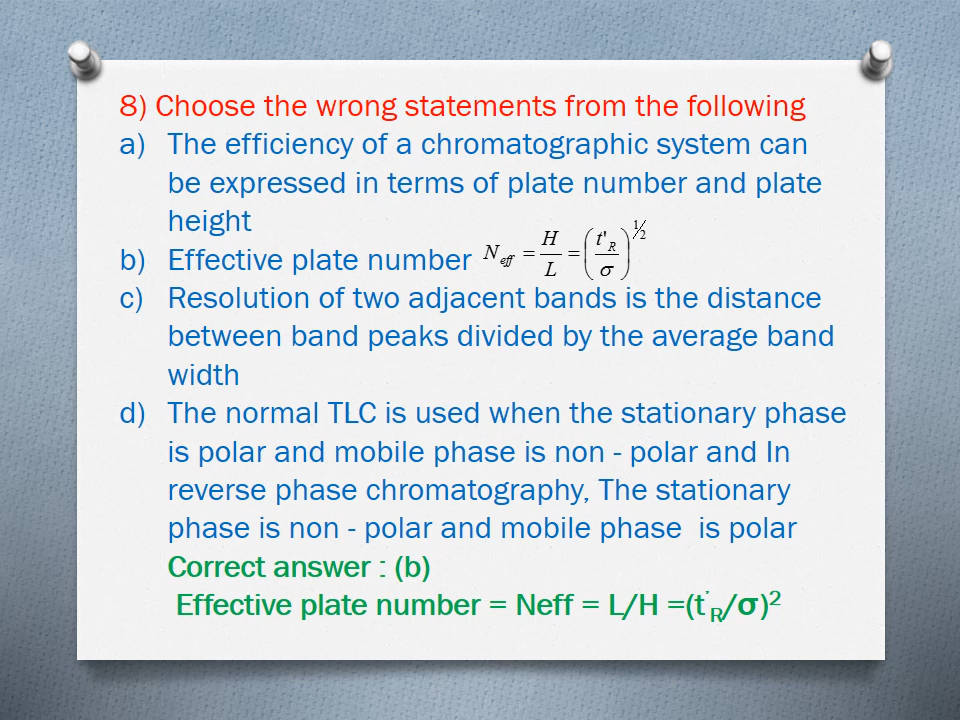 8) Choose the wrong statements from the following
a) The efficiency of a chromatographic system can
be expressed in terms of plate number and plate
height
b) Effective plate number N_eff = H/L = (t'_R/σ)^1/2
c) Resolution of two adjacent bands is the distance
between band peaks divided by the average band
width
d) The normal TLC is used when the stationary phase
is polar and mobile phase is non - polar and In
reverse phase chromatography, The stationary
phase is non - polar and mobile phase is polar
Correct answer : (b)
Effective plate number = Neff = L/H =(t'R/σ)²